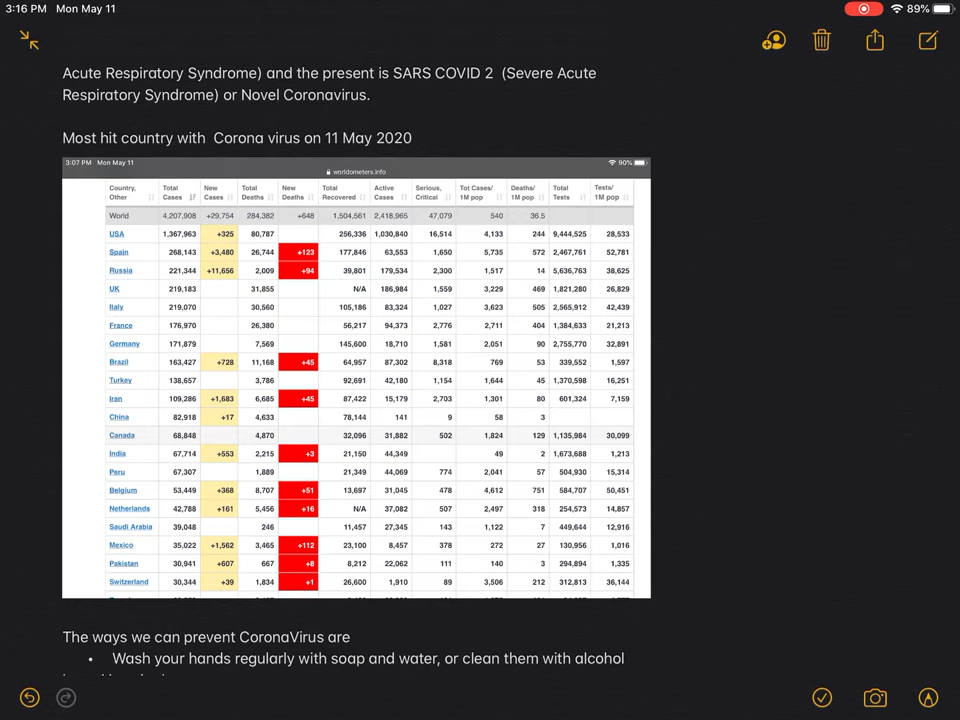 3:16 PM Mon May 11 89%
Acute Respiratory Syndrome) and the present is SARS COVID 2 (Severe Acute
Respiratory Syndrome) or Novel Coronavirus.
Most hit country with Corona virus on 11 May 2020
3:07 PM Mon May 11 90%
worldometers.info
Country, Other Total Cases New Cases Total Deaths New Deaths Total Recovered Active Cases Serious, Critical Tot Cases/ 1M pop Deaths/ 1M pop Total Tests Tests/ 1M pop
World 4,207,908 +29,754 284,382 +648 1,504,561 2,418,965 47,079 540 36.5
USA 1,367,963 +325 80,787 256,336 1,030,840 16,514 4,133 244 9,444,525 28,533
Spain 268,143 +3,480 26,744 +123 177,846 63,553 1,650 5,735 572 2,467,761 52,781
Russia 221,344 +11,656 2,009 +94 39,801 179,534 2,300 1,517 14 5,636,763 38,625
UK 219,183 31,855 N/A 186,984 1,559 3,229 469 1,821,280 26,829
Italy 219,070 30,560 105,186 83,324 1,027 3,623 505 2,565,912 42,439
France 176,970 26,380 56,217 94,373 2,776 2,711 404 1,384,633 21,213
Germany 171,879 7,569 145,600 18,710 1,581 2,051 90 2,755,770 32,891
Brazil 163,427 +728 11,168 +45 64,957 87,302 8,318 769 53 339,552 1,597
Turkey 138,657 3,786 92,691 42,180 1,154 1,644 45 1,370,598 16,251
Iran 109,286 +1,683 6,685 +45 87,422 15,179 2,703 1,301 80 601,324 7,159
China 82,918 +17 4,633 78,144 141 9 58 3
Canada 68,848 4,870 32,096 31,882 502 1,824 129 1,135,984 30,099
India 67,714 +553 2,215 +3 21,150 44,349 49 2 1,673,688 1,213
Peru 67,307 1,889 21,349 44,069 774 2,041 57 504,930 15,314
Belgium 53,449 +368 8,707 +51 13,697 31,045 478 4,612 751 584,707 50,451
Netherlands 42,788 +161 5,456 +16 N/A 37,082 507 2,497 318 254,573 14,857
Saudi Arabia 39,048 246 11,457 27,345 143 1,122 7 449,644 12,916
Mexico 35,022 +1,562 3,465 +112 23,100 8,457 378 272 27 130,956 1,016
Pakistan 30,941 +607 667 +8 8,212 22,062 111 140 3 294,894 1,335
Switzerland 30,344 +39 1,834 +1 26,600 1,910 89 3,506 212 312,813 36,144
The ways we can prevent CoronaVirus are
• Wash your hands regularly with soap and water, or clean them with alcohol